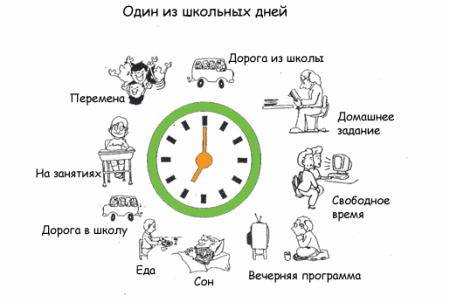 Один из школьных дней
Дорога из школы
Перемена
Домашнее
задание
На занятиях
Свободное
время
Дорога в школу
Еда
Сон
Вечерняя программа